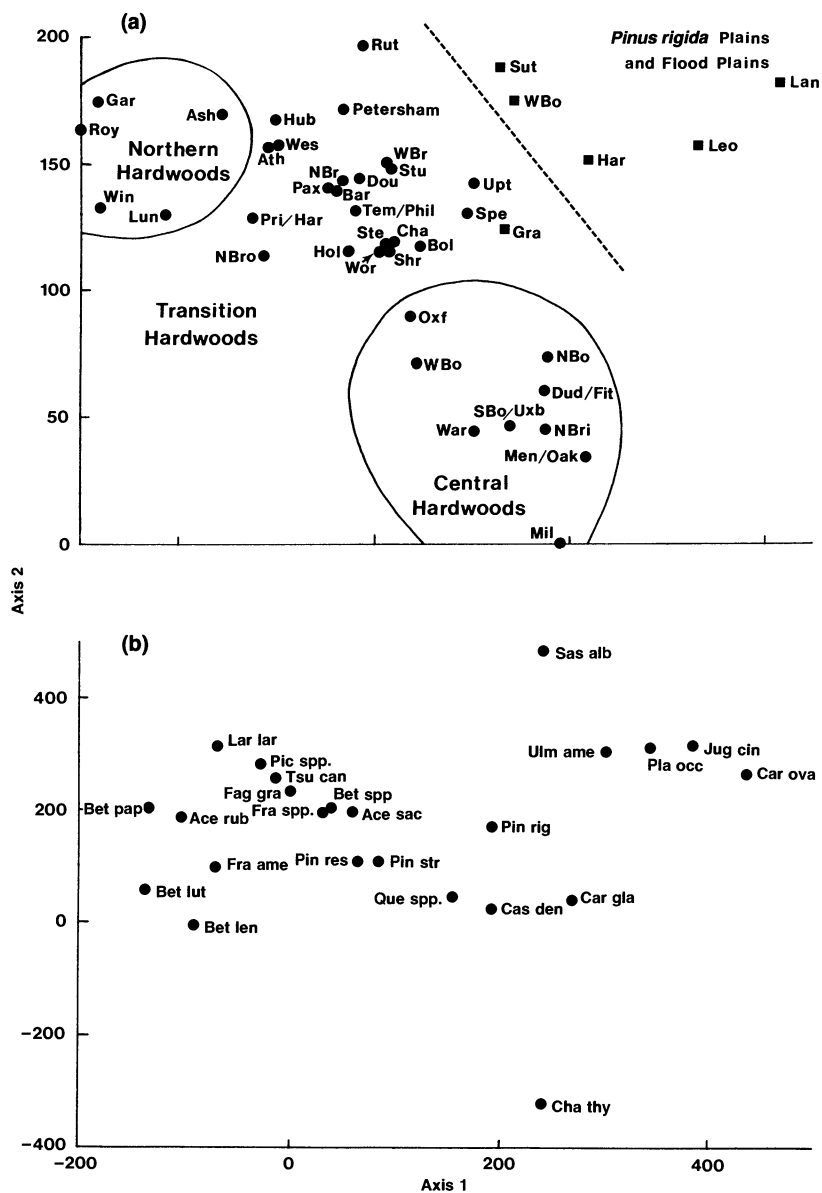 (a)
200
Rut
Pinus rigida Plains
and Flood Plains
Sut
Lan
Gar
WBo
Ash
Hub
Petersham
Roy
Northern
Hardwoods
Wes
Ath
WBr
Stu
Har
Leo
150
NBr
Dou
Pax
Bar
Upt
Win
Lun
Pri/Har
Tem/Phil
Spe
Gra
Ste
Cha
NBro
Hol
Bol
Wor
Shr
100
Transition
Hardwoods
Oxf
WBo
NBo
Dud/Fit
50
SBo/Uxb
War
NBri
Men/Oak
Central
Hardwoods
Mil
0
Axis 2
(b)
Sas alb
400
Lar lar
Pic spp.
Tsu can
Ulm ame
Jug cin
Pla occ
Car ova
Fag gra
Bet spp
200
Bet pap
Ace rub
Fra spp.
Ace sac
Pin rig
Fra ame
Pin res
Pin str
Bet lut
Que spp.
Cas den
Car gla
0
Bet len
−200
Cha thy
−400
−200
0
200
400
Axis 1